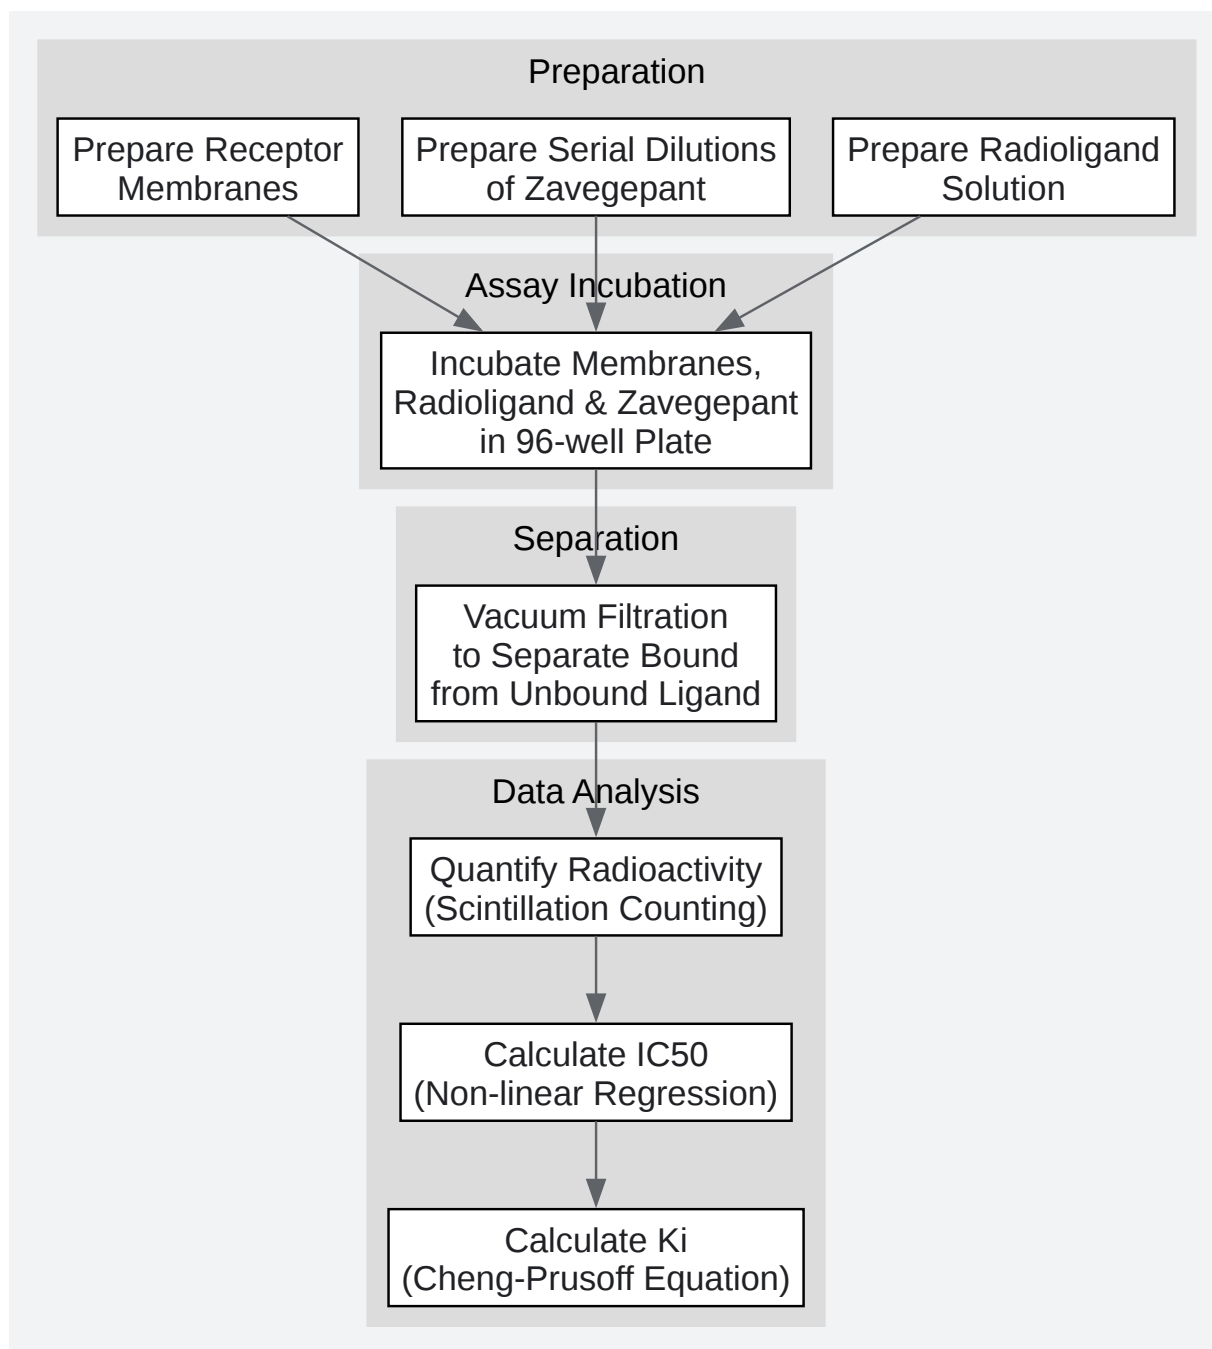 Preparation
Prepare Receptor
Membranes
Prepare Serial Dilutions
of Zavegepant
Prepare Radioligand
Solution
Assay Incubation
Incubate Membranes,
Radioligand & Zavegepant
in 96-well Plate
Separation
Vacuum Filtration
to Separate Bound
from Unbound Ligand
Data Analysis
Quantify Radioactivity
(Scintillation Counting)
Calculate IC50
(Non-linear Regression)
Calculate Ki
(Cheng-Prusoff Equation)